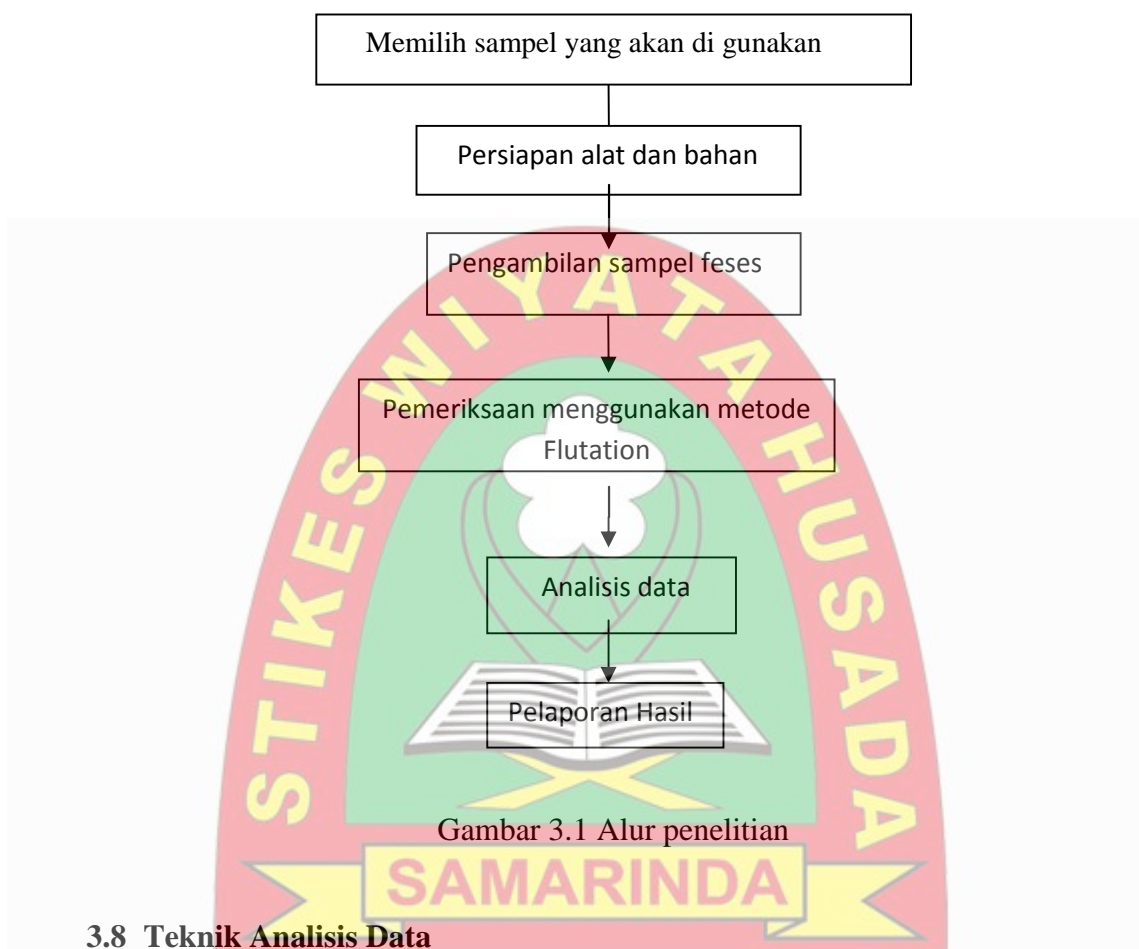 Memilih sampel yang akan di gunakan
Persiapan alat dan bahan
Pengambilan sampel feses
Pemeriksaan menggunakan metode
Flutation
Analisis data
Pelaporan Hasil
Gambar 3.1 Alur penelitian
3.8 Teknik Analisis Data
STIKES WIYATA HUSADA
SAMARINDA